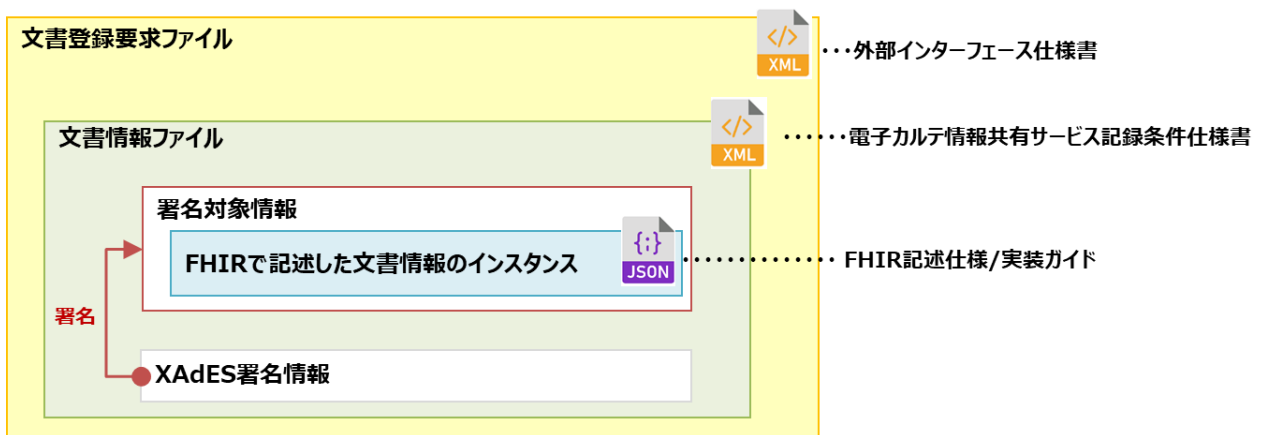 文書登録要求ファイル
</>
XML
･･･外部インターフェース仕様書
文書情報ファイル
</>
XML
･･････電子カルテ情報共有サービス記録条件仕様書
署名対象情報
FHIRで記述した文書情報のインスタンス
{;}
JSON
･･････････････ FHIR記述仕様/実装ガイド
署名
XAdES署名情報